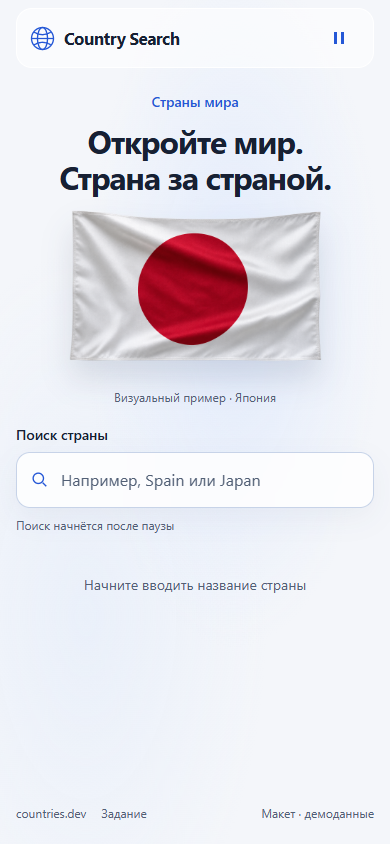 Country Search
Страны мира
Откройте мир.
Страна за страной.
Визуальный пример · Япония
Поиск страны
Например, Spain или Japan
Поиск начнётся после паузы
Начните вводить название страны
countries.dev Задание Макет · демоданные